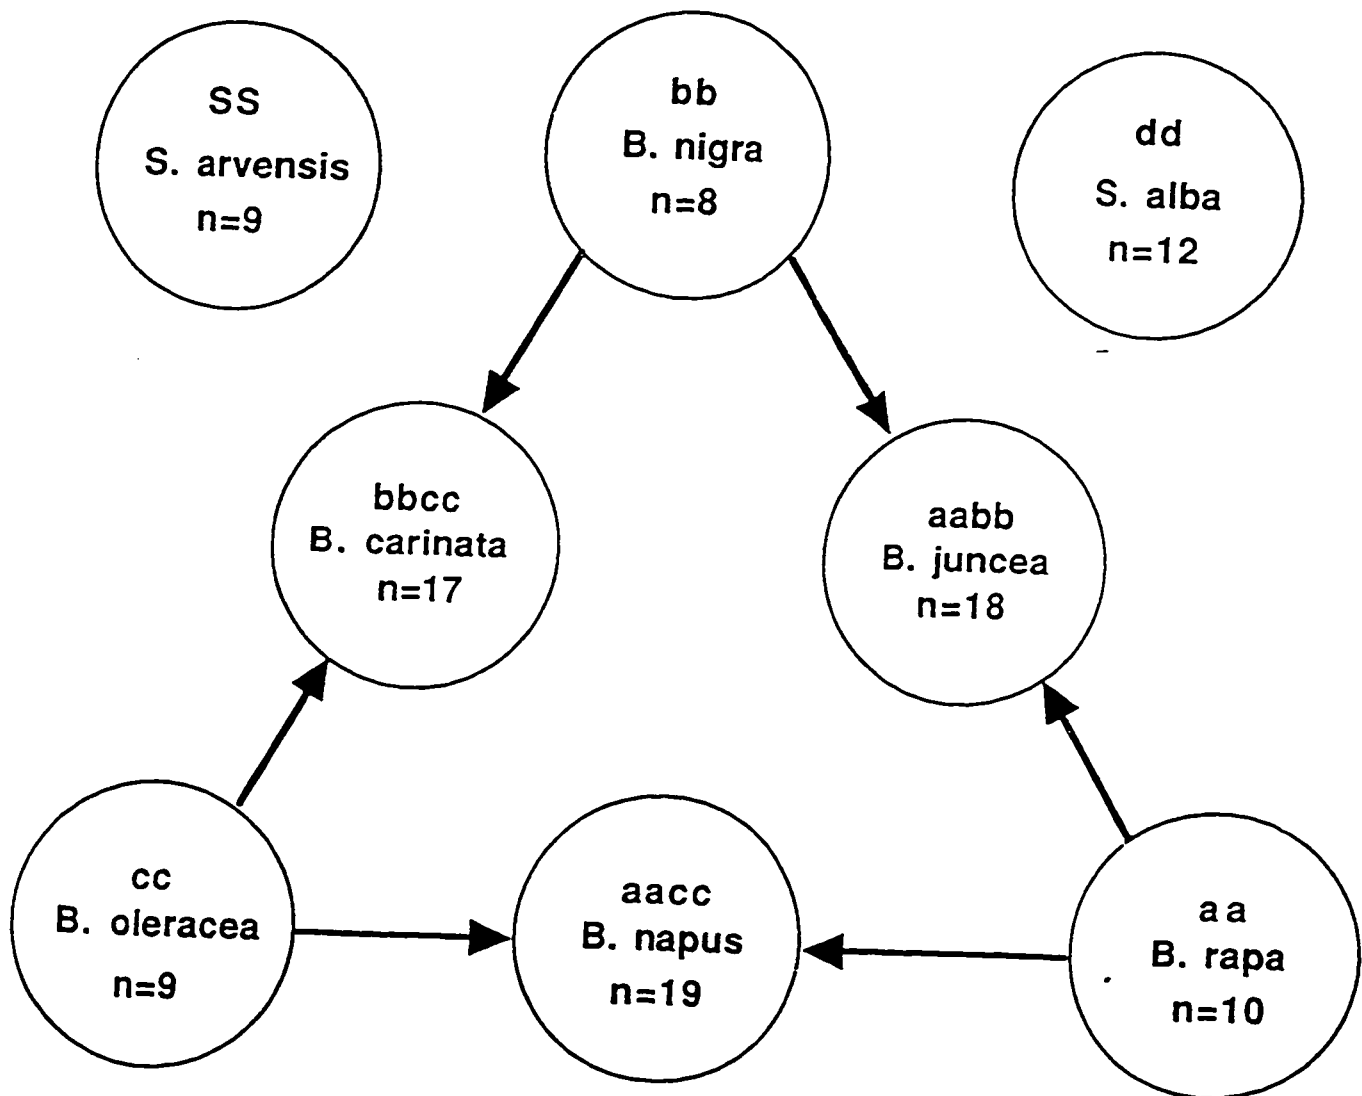 SS
S. arvensis
n=9
bb
B. nigra
n=8
dd
S. alba
n=12
bbcc
B. carinata
n=17
aabb
B. juncea
n=18
cc
B. oleracea
n=9
aacc
B. napus
n=19
aa
B. rapa
n=10